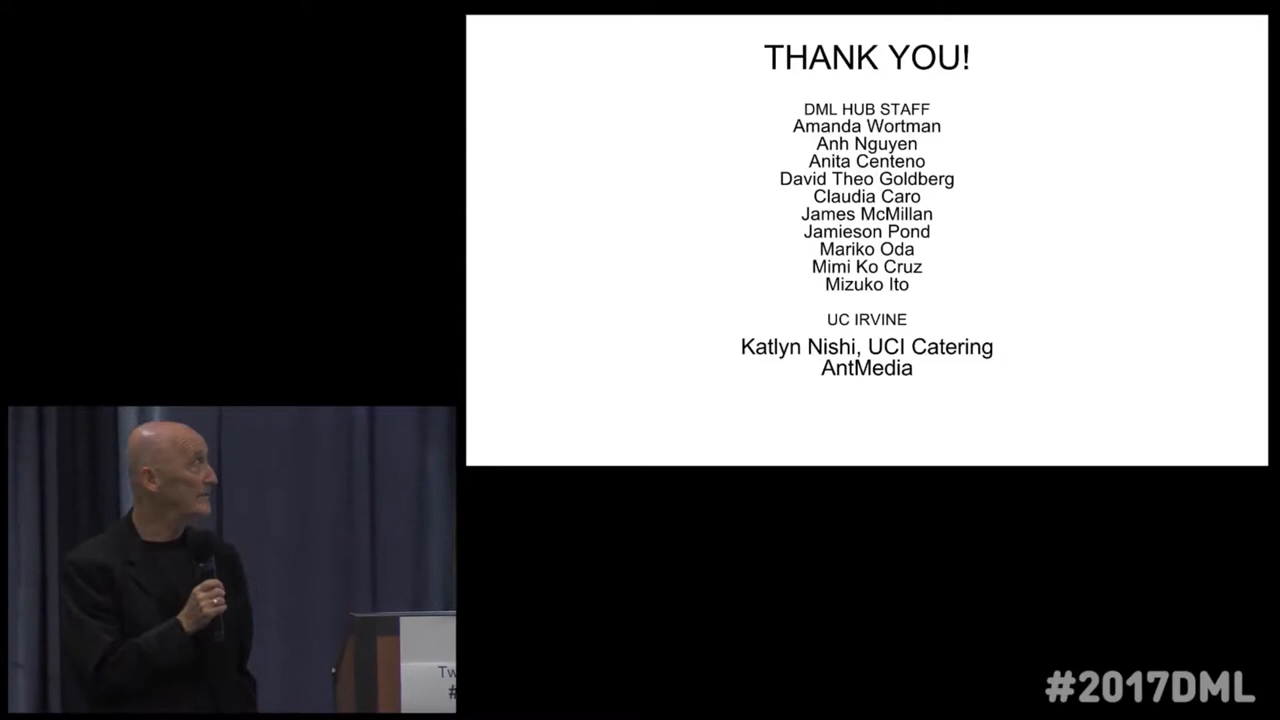 THANK YOU!
DML HUB STAFF
Amanda Wortman
Anh Nguyen
Anita Centeno
David Theo Goldberg
Claudia Caro
James McMillan
Jamieson Pond
Mariko Oda
Mimi Ko Cruz
Mizuko Ito
UC IRVINE
Katlyn Nishi, UCI Catering
AntMedia
Tw
#
#2017DML